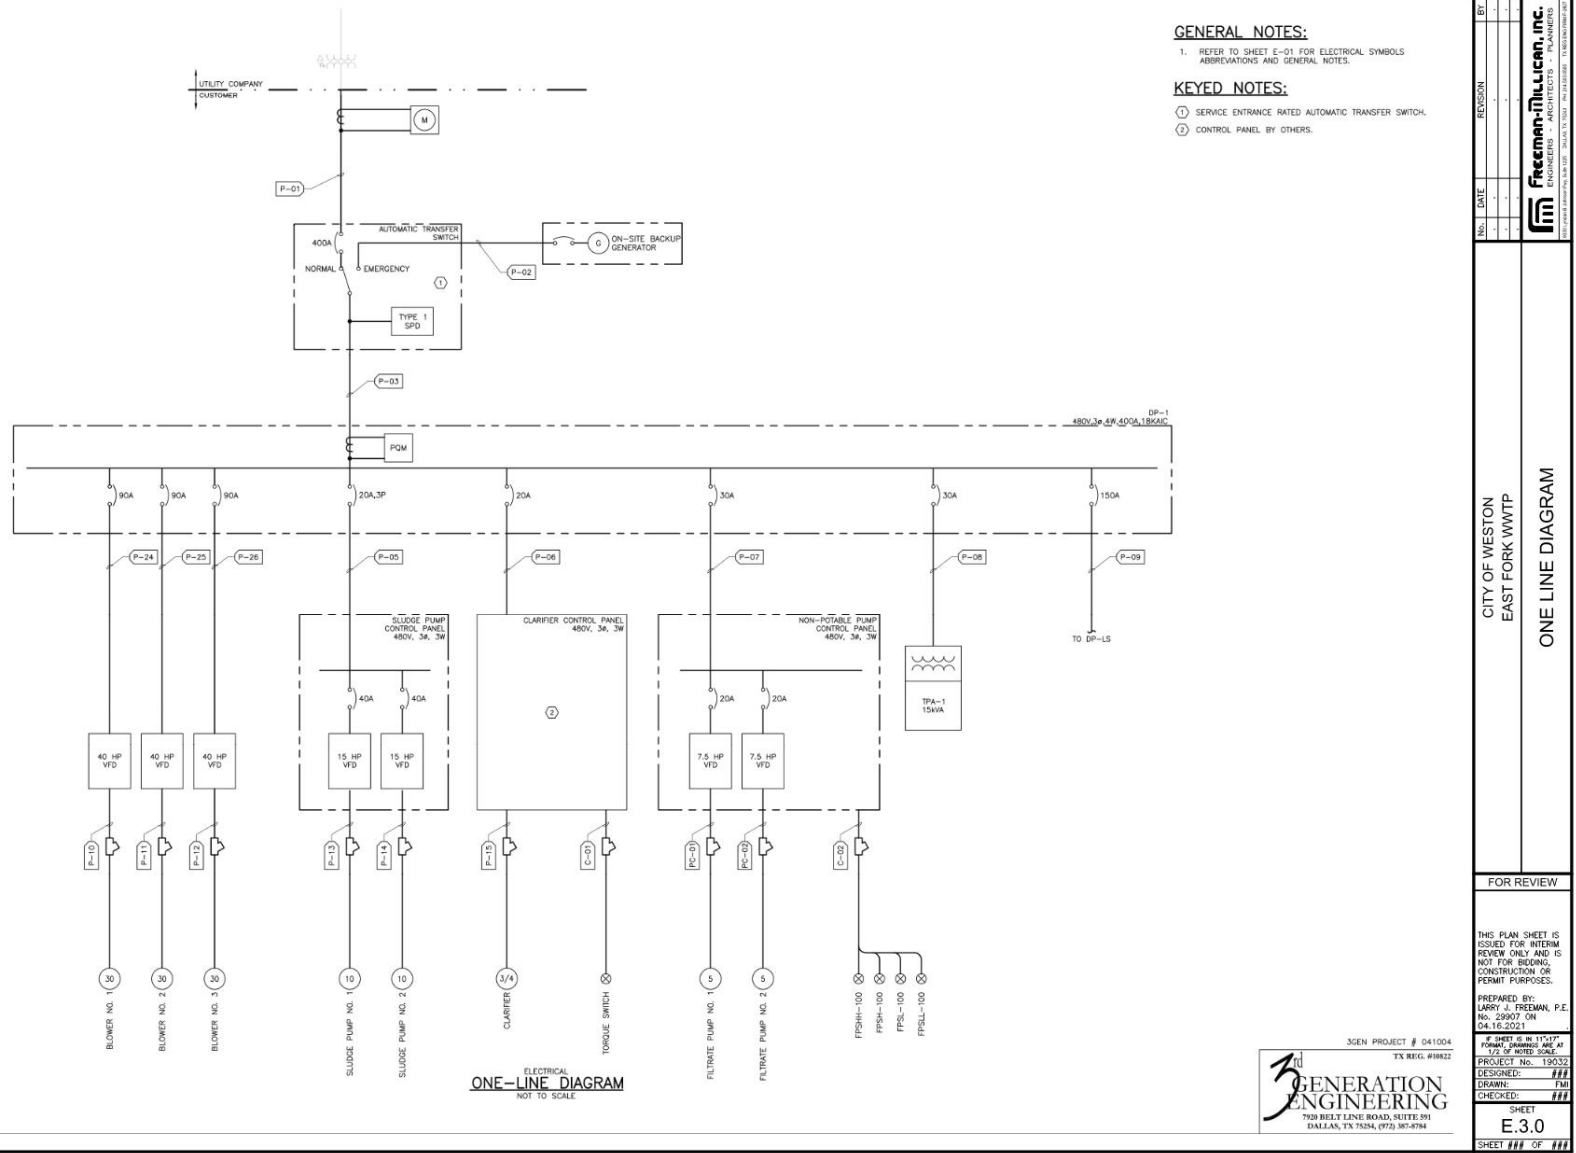 GENERAL NOTES:
1. REFER TO SHEET E-01 FOR ELECTRICAL SYMBOLS
ABBREVIATIONS AND GENERAL NOTES.
KEYED NOTES:
1 SERVICE ENTRANCE RATED AUTOMATIC TRANSFER SWITCH.
2 CONTROL PANEL BY OTHERS.
UTILITY COMPANY
CUSTOMER
M
P-01
AUTOMATIC TRANSFER
SWITCH
400A
NORMAL
EMERGENCY
1
TYPE 1
SPD
G
ON-SITE BACKUP
GENERATOR
P-02
P-03
DP-1
480V,3ø,4W,400A,18KAIC
PQM
90A
90A
90A
20A,3P
20A
30A
30A
150A
P-24
P-25
P-26
P-05
P-06
P-07
P-08
P-09
SLUDGE PUMP
CONTROL PANEL
480V, 3ø, 3W
CLARIFIER CONTROL PANEL
480V, 3ø, 3W
NON-POTABLE PUMP
CONTROL PANEL
480V, 3ø, 3W
TO DP-LS
40A
40A
2
20A
20A
TPA-1
15kVA
40 HP
VFD
40 HP
VFD
40 HP
VFD
15 HP
VFD
15 HP
VFD
7.5 HP
VFD
7.5 HP
VFD
P-10
P-11
P-12
P-13
P-14
P-15
C-01
PC-01
PC-02
C-02
30
30
30
10
10
3/4
5
5
BLOWER NO. 1
BLOWER NO. 2
BLOWER NO. 3
SLUDGE PUMP NO. 1
SLUDGE PUMP NO. 2
CLARIFIER
TORQUE SWITCH
FILTRATE PUMP NO. 1
FILTRATE PUMP NO. 2
FPSHH-100
FPSH-100
FPSL-100
FPSLL-100
ELECTRICAL
ONE-LINE DIAGRAM
NOT TO SCALE
3GEN PROJECT # 041004
TX REG. #10822
3rd
GENERATION
ENGINEERING
7920 BELT LINE ROAD, SUITE 591
DALLAS, TX 75254, (972) 387-8784
No. DATE REVISION BY
Freeman-Millican, inc.
ENGINEERS - ARCHITECTS - PLANNERS
CITY OF WESTON
EAST FORK WWTP
ONE LINE DIAGRAM
FOR REVIEW
THIS PLAN SHEET IS
ISSUED FOR INTERIM
REVIEW ONLY AND IS
NOT FOR BIDDING,
CONSTRUCTION OR
PERMIT PURPOSES.
PREPARED BY:
LARRY J. FREEMAN, P.E.
No. 29907 ON
04.16.2021
IF SHEET IS IN 11"x17"
FORMAT, DRAWINGS ARE AT
1/2 OF NOTED SCALE.
PROJECT No. 19032
DESIGNED: ###
DRAWN: FMI
CHECKED: ###
SHEET
E.3.0
SHEET ### OF ###